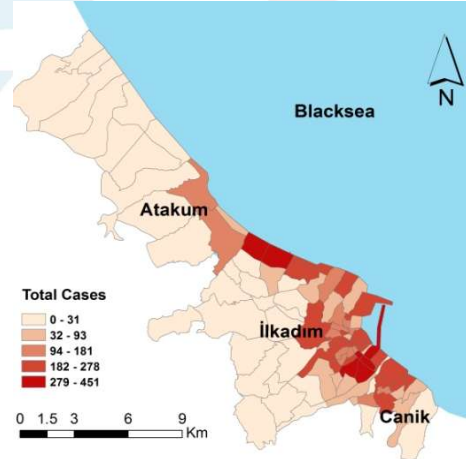 N
Blacksea
Atakum
İlkadım
Canik
Total Cases
0 - 31
32 - 93
94 - 181
182 - 278
279 - 451
0 1.5 3 6 9
Km